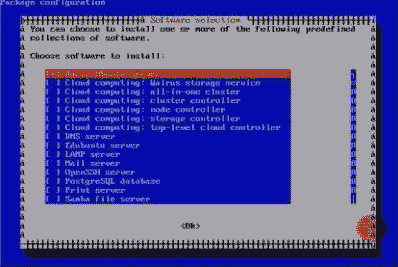 Package configuration
Software selection
You can choose to install one or more of the following predefined
collections of software.
Choose software to install:
[ ] Cloud computing: Walrus storage service
[ ] Cloud computing: all-in-one cluster
[ ] Cloud computing: cluster controller
[ ] Cloud computing: node controller
[ ] Cloud computing: storage controller
[ ] Cloud computing: top-level cloud controller
[ ] DNS server
[ ] Edubuntu server
[ ] LAMP server
[ ] Mail server
[ ] OpenSSH server
[ ] PostgreSQL database
[ ] Print server
[ ] Samba file server
<Ok>